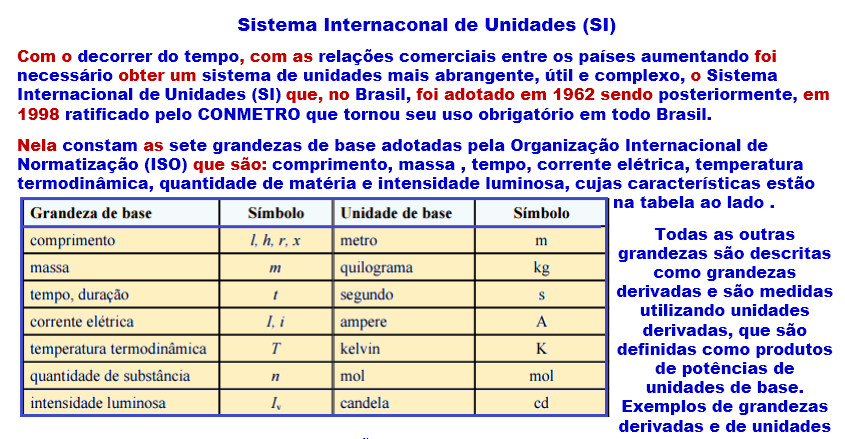 Sistema Internaconal de Unidades (SI)
Com o decorrer do tempo, com as relações comerciais entre os países aumentando foi
necessário obter um sistema de unidades mais abrangente, útil e complexo, o Sistema
Internacional de Unidades (SI) que, no Brasil, foi adotado em 1962 sendo posteriormente, em
1998 ratificado pelo CONMETRO que tornou seu uso obrigatório em todo Brasil.
Nela constam as sete grandezas de base adotadas pela Organização Internacional de
Normatização (ISO) que são: comprimento, massa , tempo, corrente elétrica, temperatura
termodinâmica, quantidade de matéria e intensidade luminosa, cujas características estão
na tabela ao lado .
Grandeza de base Símbolo Unidade de base Símbolo
comprimento l, h, r, x metro m
massa m quilograma kg
tempo, duração t segundo s
corrente elétrica I, i ampere A
temperatura termodinâmica T kelvin K
quantidade de substância n mol mol
intensidade luminosa Iv candela cd
Todas as outras
grandezas são descritas
como grandezas
derivadas e são medidas
utilizando unidades
derivadas, que são
definidas como produtos
de potências de
unidades de base.
Exemplos de grandezas
derivadas e de unidades